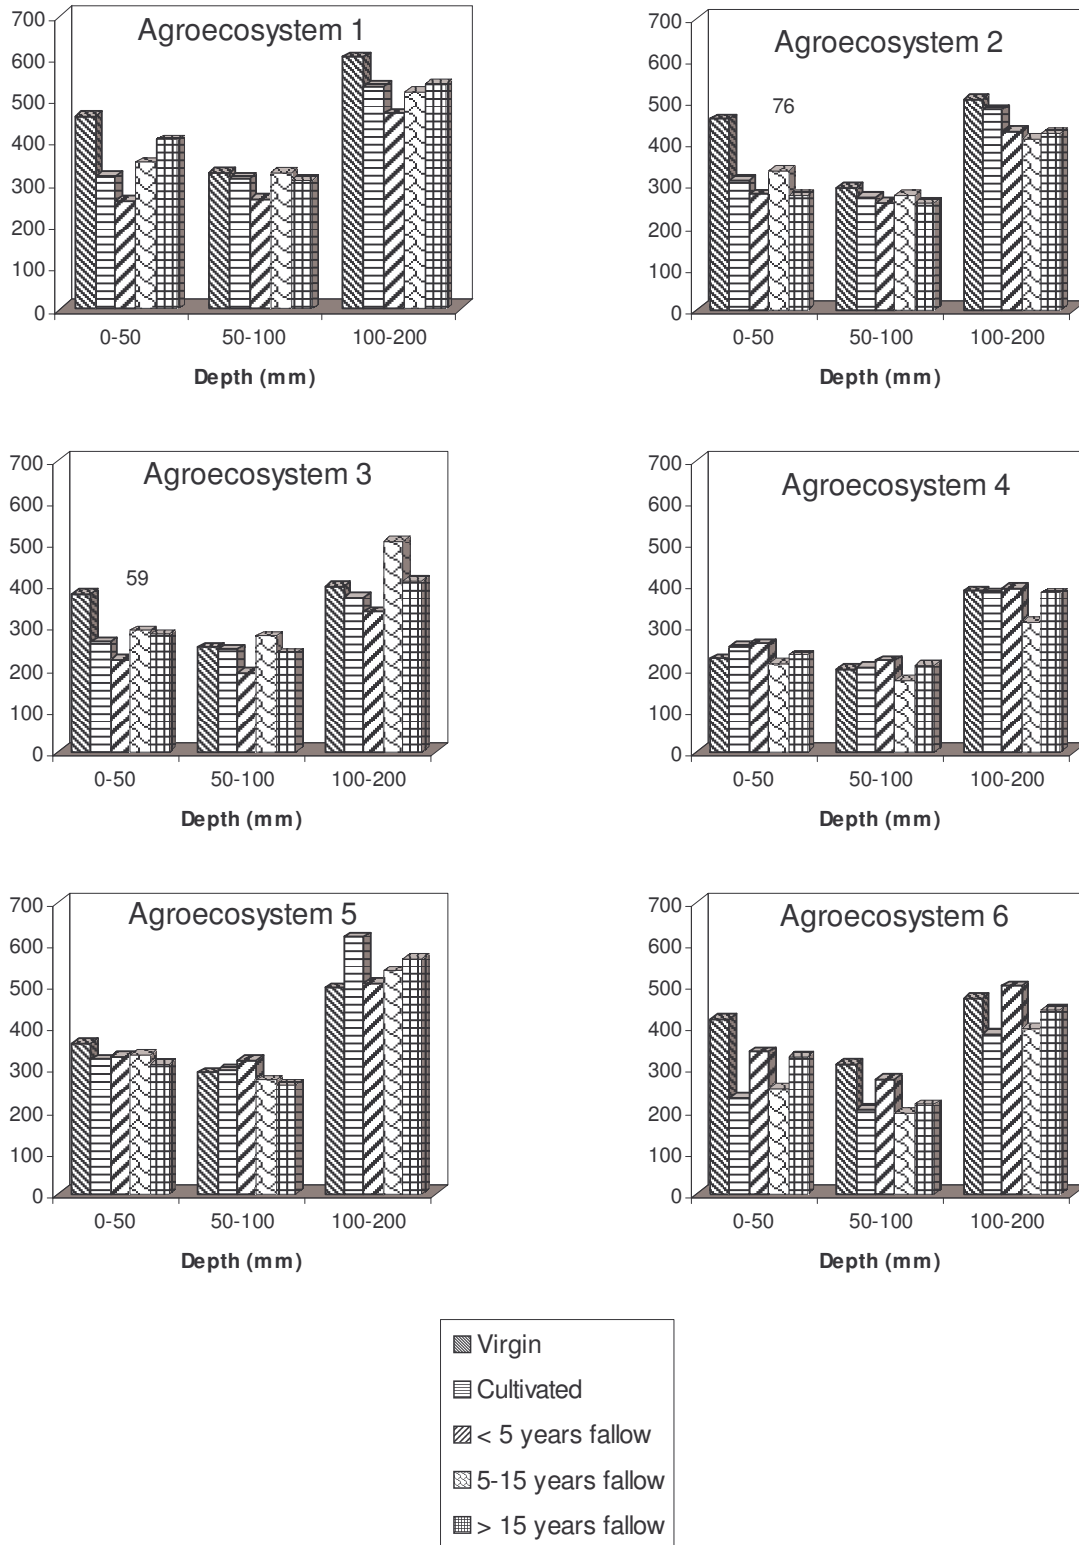 Agroecosystem 1
700
600
500
400
300
200
100
0
0-50 50-100 100-200
Depth (mm)
Agroecosystem 2
700
600
500
400
300
200
100
0
76
0-50 50-100 100-200
Depth (mm)
Agroecosystem 3
700
600
500
400
300
200
100
0
59
0-50 50-100 100-200
Depth (mm)
Agroecosystem 4
700
600
500
400
300
200
100
0
0-50 50-100 100-200
Depth (mm)
Agroecosystem 5
700
600
500
400
300
200
100
0
0-50 50-100 100-200
Depth (mm)
Agroecosystem 6
700
600
500
400
300
200
100
0
0-50 50-100 100-200
Depth (mm)
Virgin
Cultivated
< 5 years fallow
5-15 years fallow
> 15 years fallow